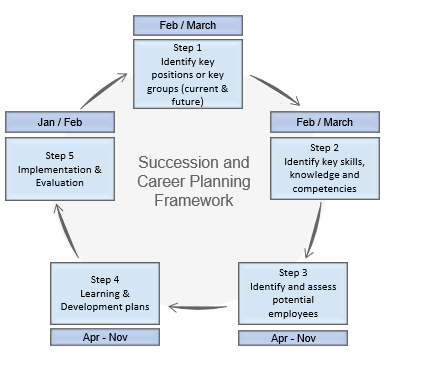 Feb / March
Step 1
Identify key
positions or key
groups (current &
future)
Feb / March
Step 2
Identify key skills,
knowledge and
competencies
Step 3
Identify and assess
potential
employees
Apr - Nov
Step 4
Learning &
Development plans
Apr - Nov
Jan / Feb
Step 5
Implementation &
Evaluation
Succession and
Career Planning
Framework